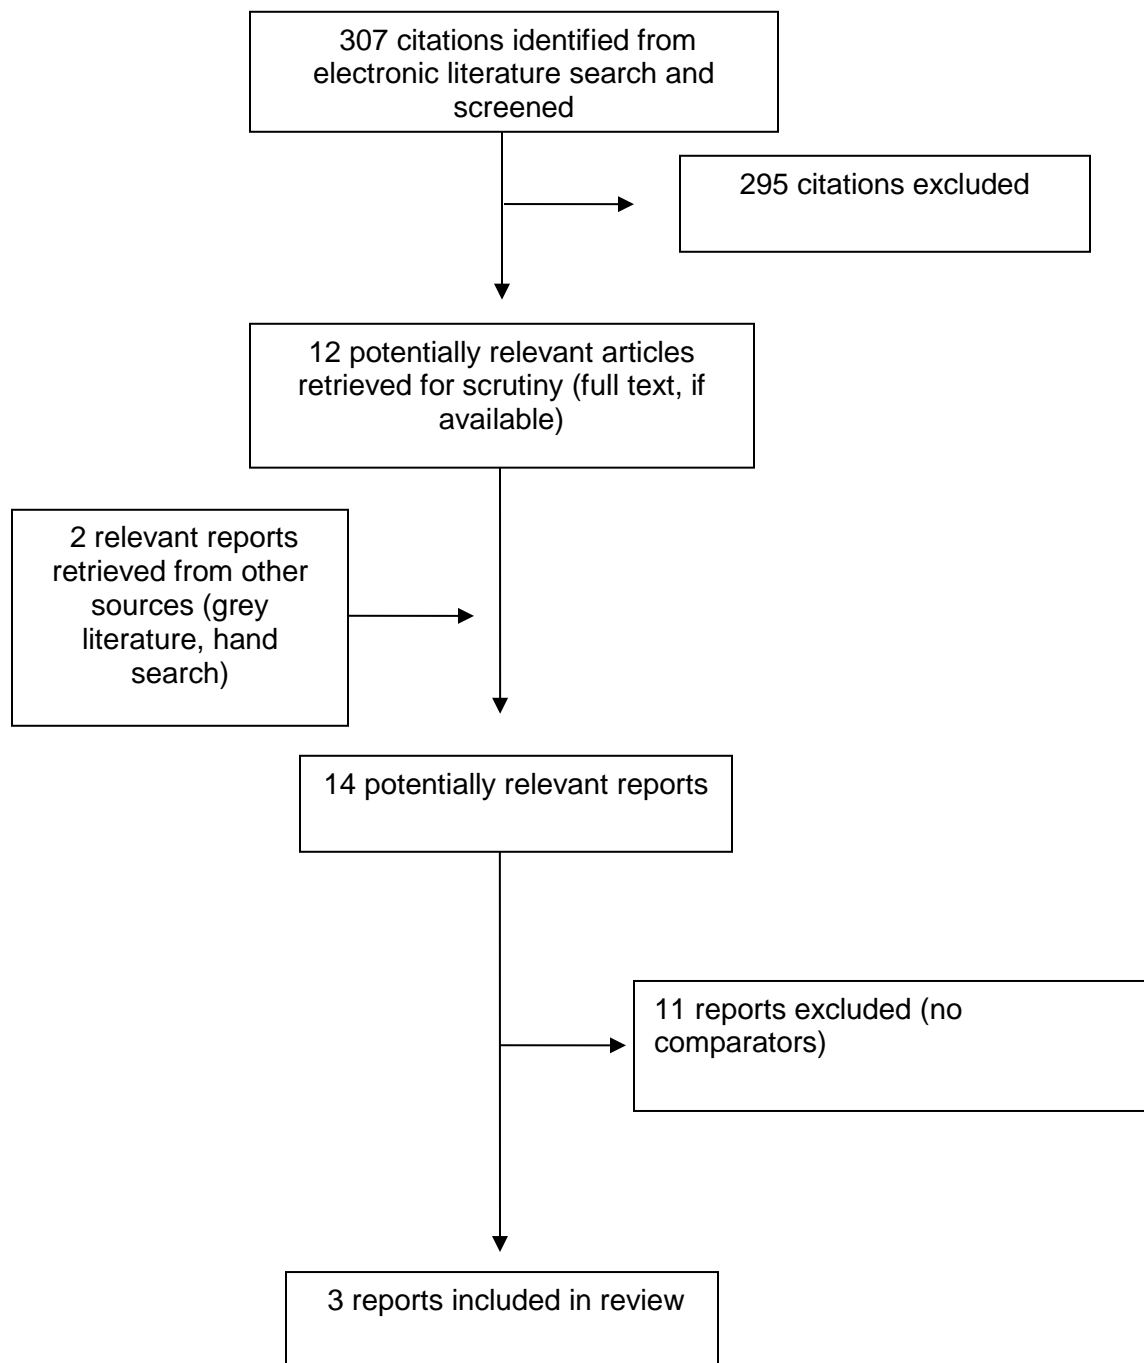 307 citations identified from
electronic literature search and
screened
295 citations excluded
12 potentially relevant articles
retrieved for scrutiny (full text, if
available)
2 relevant reports
retrieved from other
sources (grey
literature, hand
search)
14 potentially relevant reports
11 reports excluded (no
comparators)
3 reports included in review